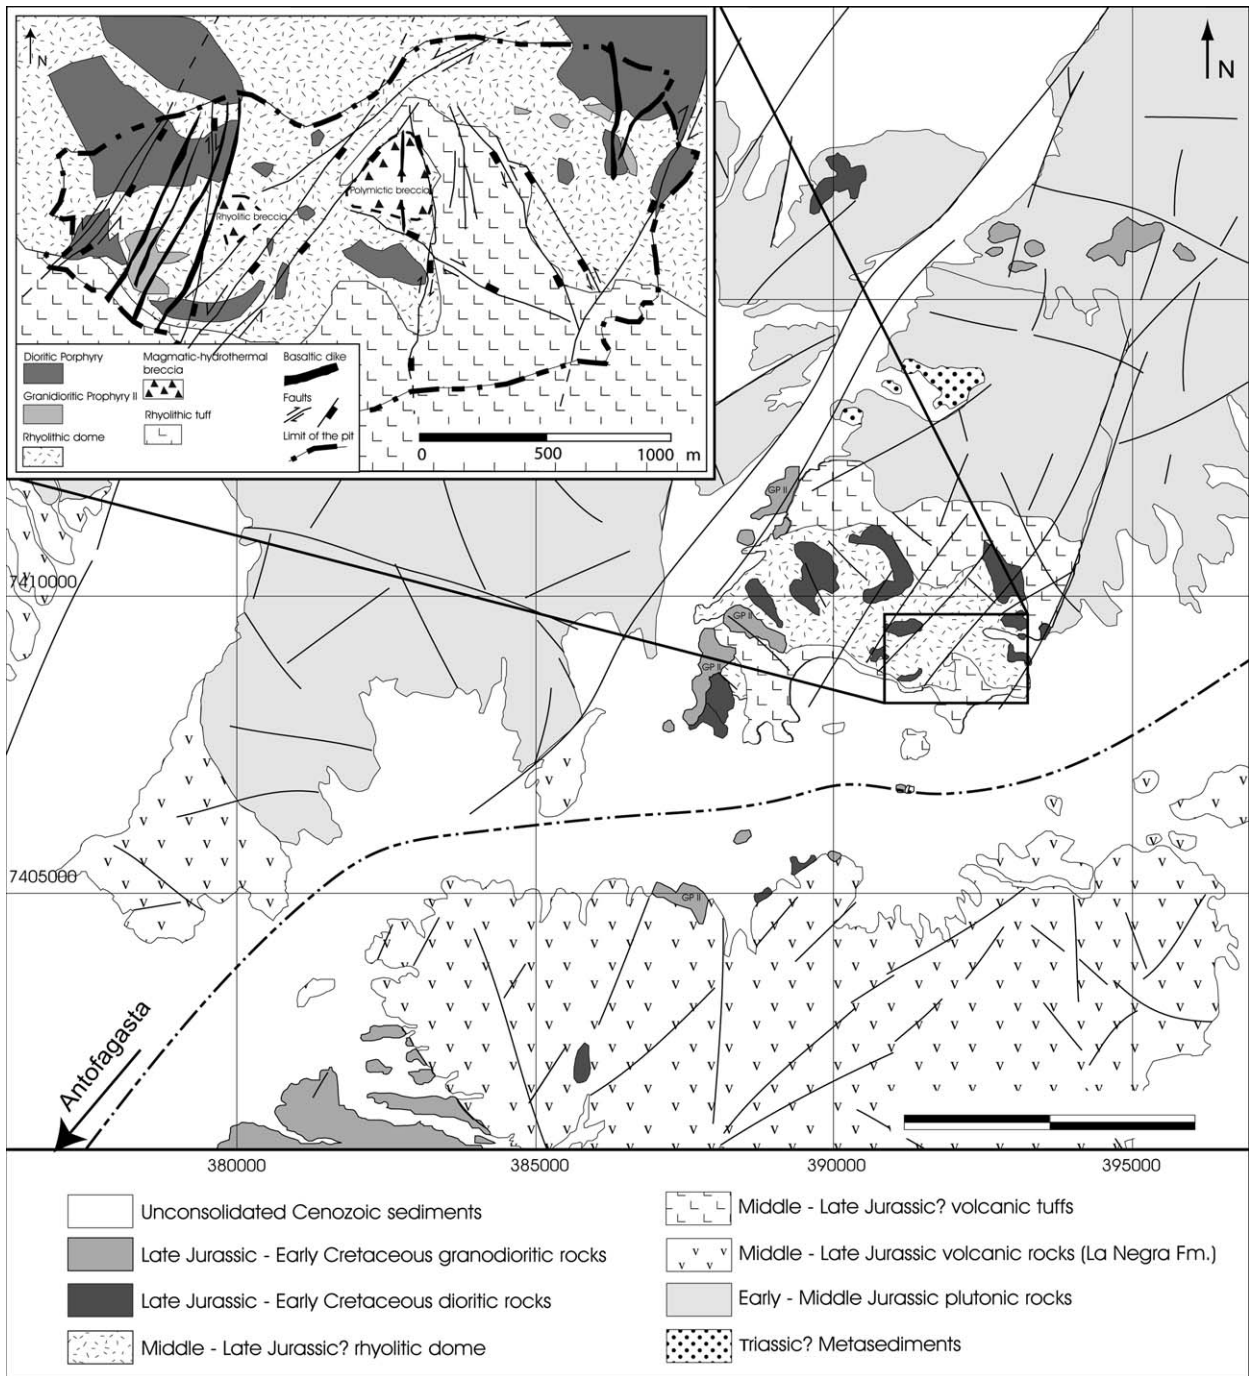 N
N
Polymictic breccia
Rhyolitic breccia
Dioritic Porphyry
Granidioritic Prophyry II
Rhyolithic dome
Magmatic-hydrothermal
breccia
Rhyolithic tuff
Basaltic dike
Faults
Limit of the pit
0 500 1000 m
GP II
7410000
GP II
GP II
7405000
GP II
Antofagasta
380000 385000 390000 395000
Unconsolidated Cenozoic sediments
Late Jurassic - Early Cretaceous granodioritic rocks
Late Jurassic - Early Cretaceous dioritic rocks
Middle - Late Jurassic? rhyolitic dome
Middle - Late Jurassic? volcanic tuffs
Middle - Late Jurassic volcanic rocks (La Negra Fm.)
Early - Middle Jurassic plutonic rocks
Triassic? Metasediments